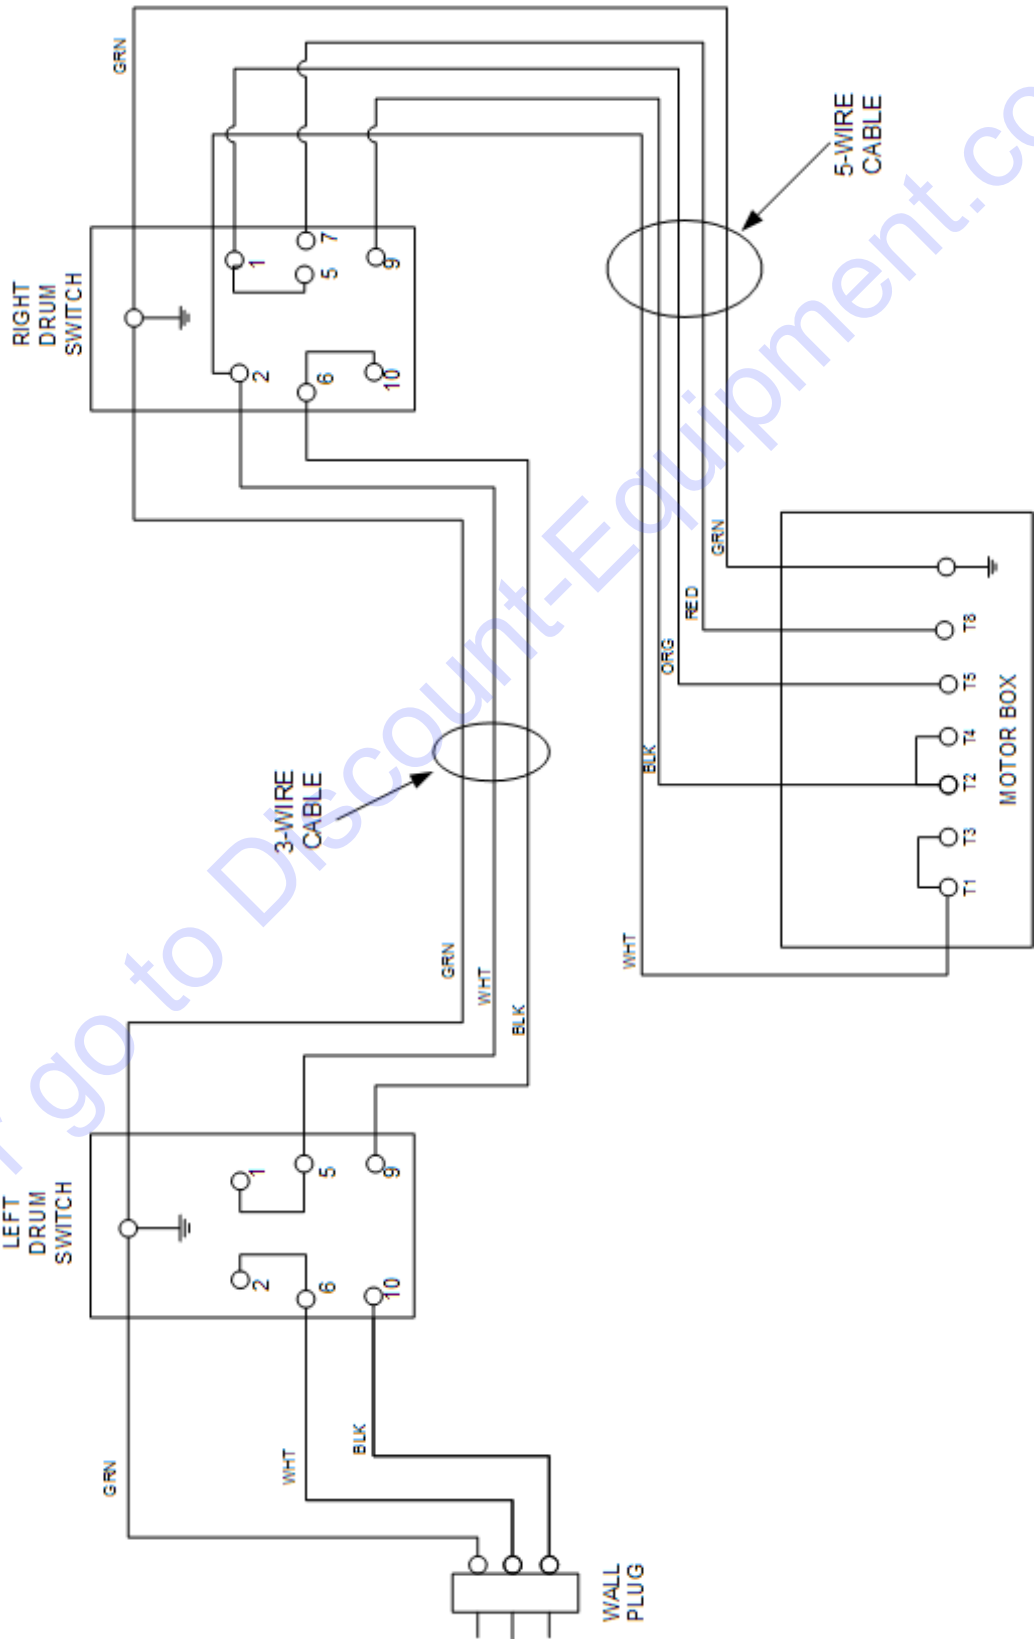 GRN
RIGHT
DRUM
SWITCH
1
7
5
9
2
6
10
5-WIRE
CABLE
GRN
RED
ORG
BLK
WHT
T8
T5
T4
T2
T3
T1
MOTOR BOX
3-WIRE
CABLE
GRN
WHT
BLK
LEFT
DRUM
SWITCH
1
5
9
2
6
10
GRN
WHT
BLK
WALL
PLUG
go to Discount-Equipment.co